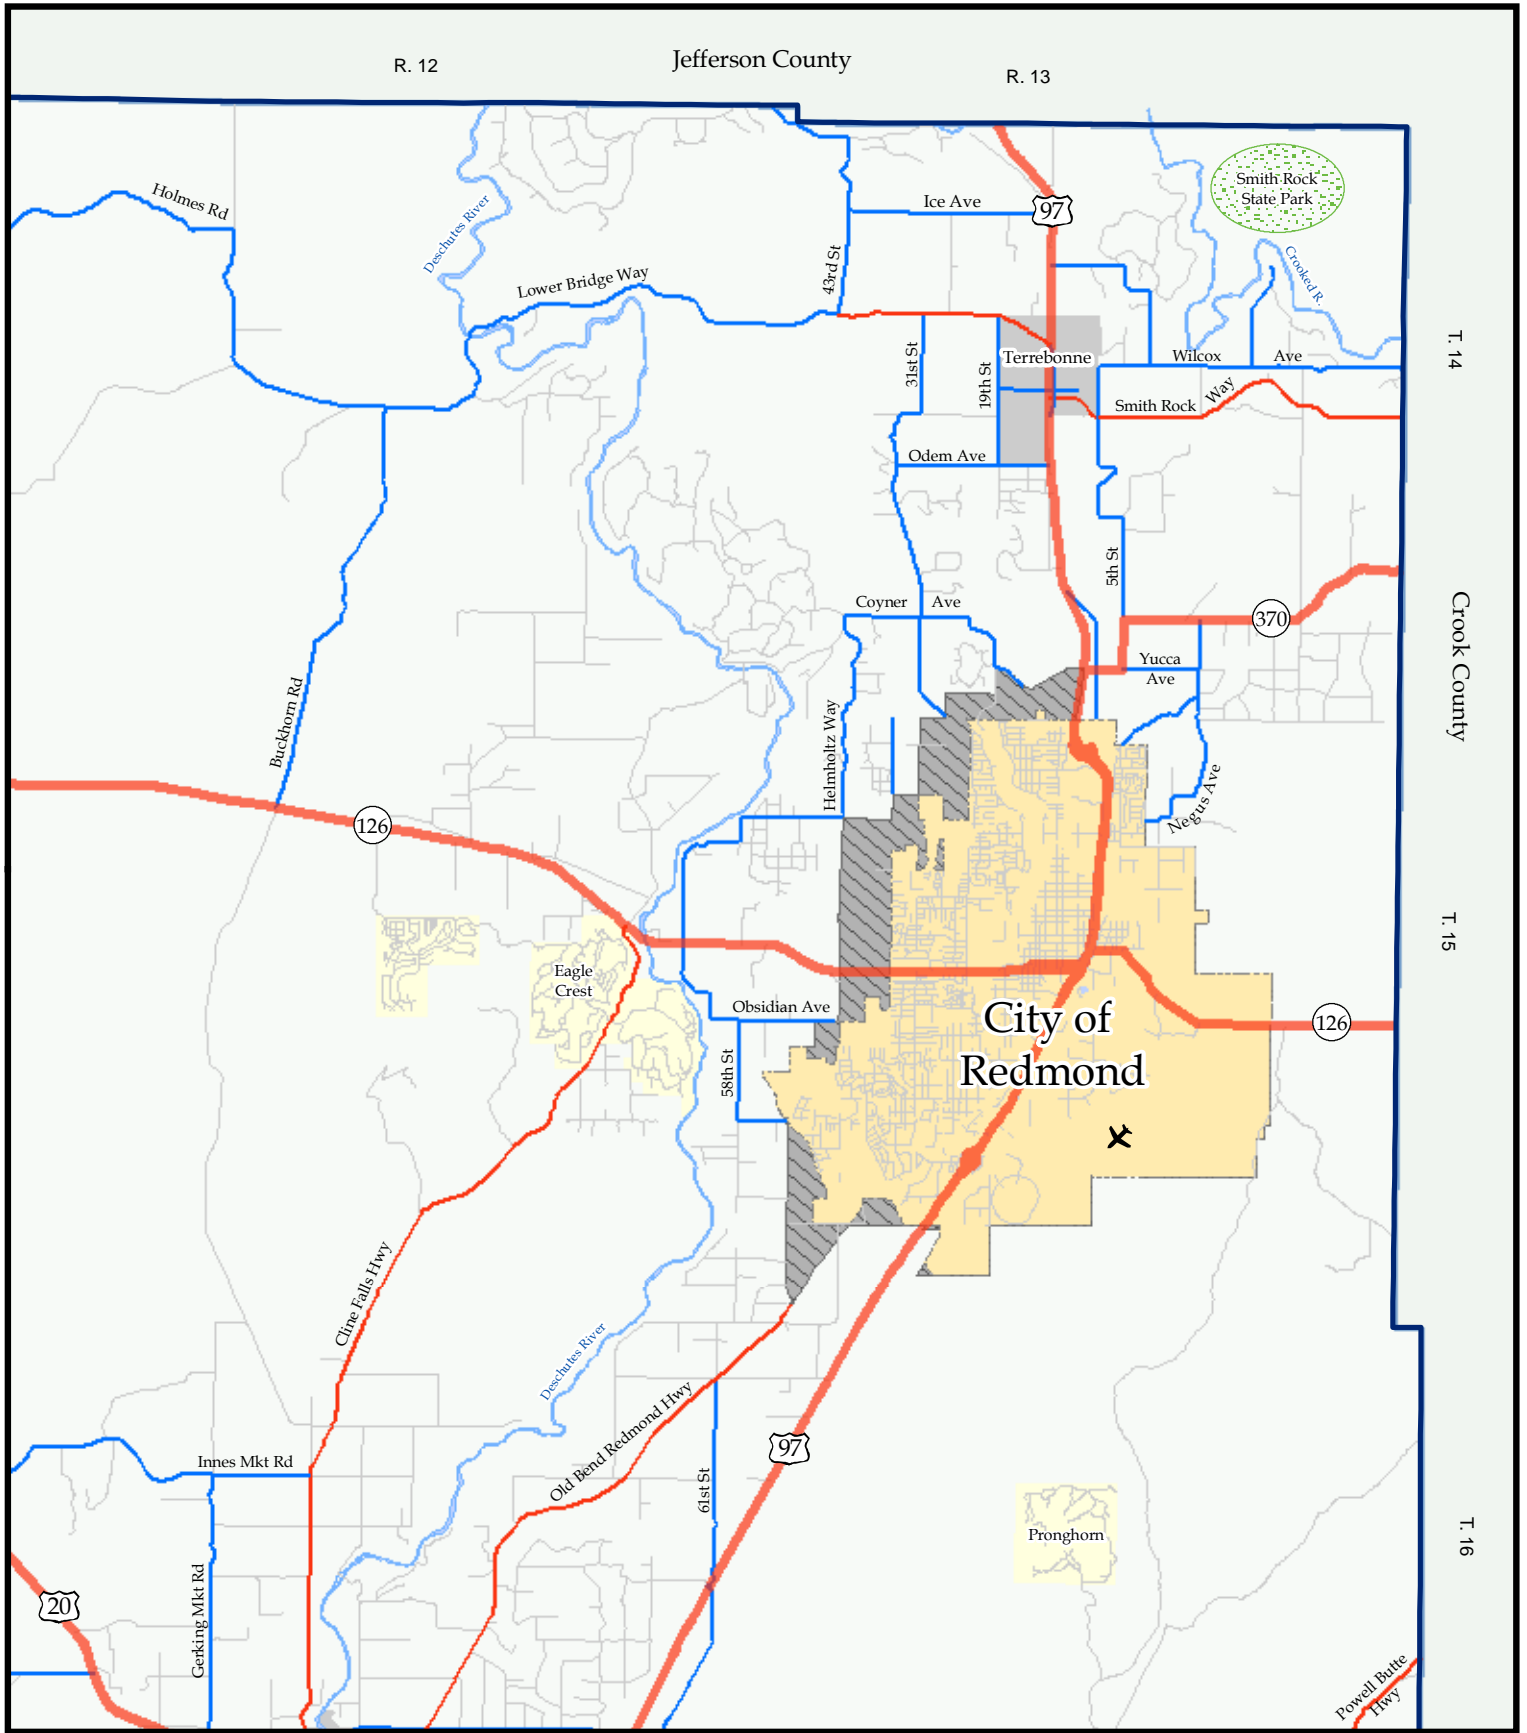 Jefferson County
R. 12
R. 13
Smith Rock
State Park
Holmes Rd
Ice Ave
97
Deschutes River
Crooked R.
43rd St
Lower Bridge Way
T. 14
31st St
Terrebonne
Wilcox Ave
19th St
Smith Rock Way
Odem Ave
5th St
Coyner Ave
370
Crook County
Yucca
Ave
Buckhorn Rd
Helmholtz Way
Negus Ave
126
T. 15
Eagle
Crest
Obsidian Ave
City of
Redmond
126
58th St
Cline Falls Hwy
Deschutes River
Old Bend Redmond Hwy
97
Innes Mkt Rd
61st St
Pronghorn
T. 16
20
Gerking Mkt Rd
Powell Butte
Hwy